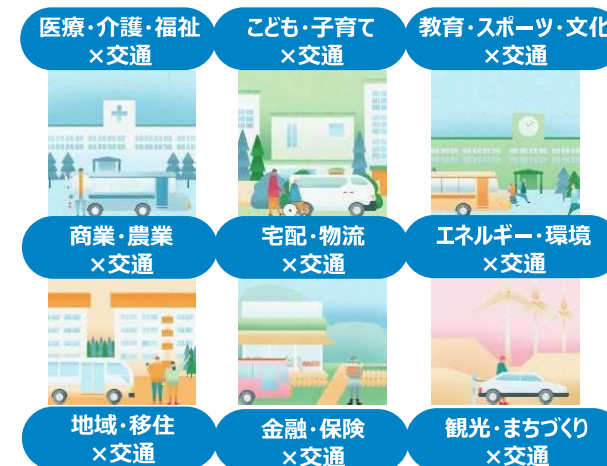 医療・介護・福祉
×交通
こども・子育て
×交通
教育・スポーツ・文化
×交通
商業・農業
×交通
宅配・物流
×交通
エネルギー・環境
×交通
地域・移住
×交通
金融・保険
×交通
観光・まちづくり
×交通